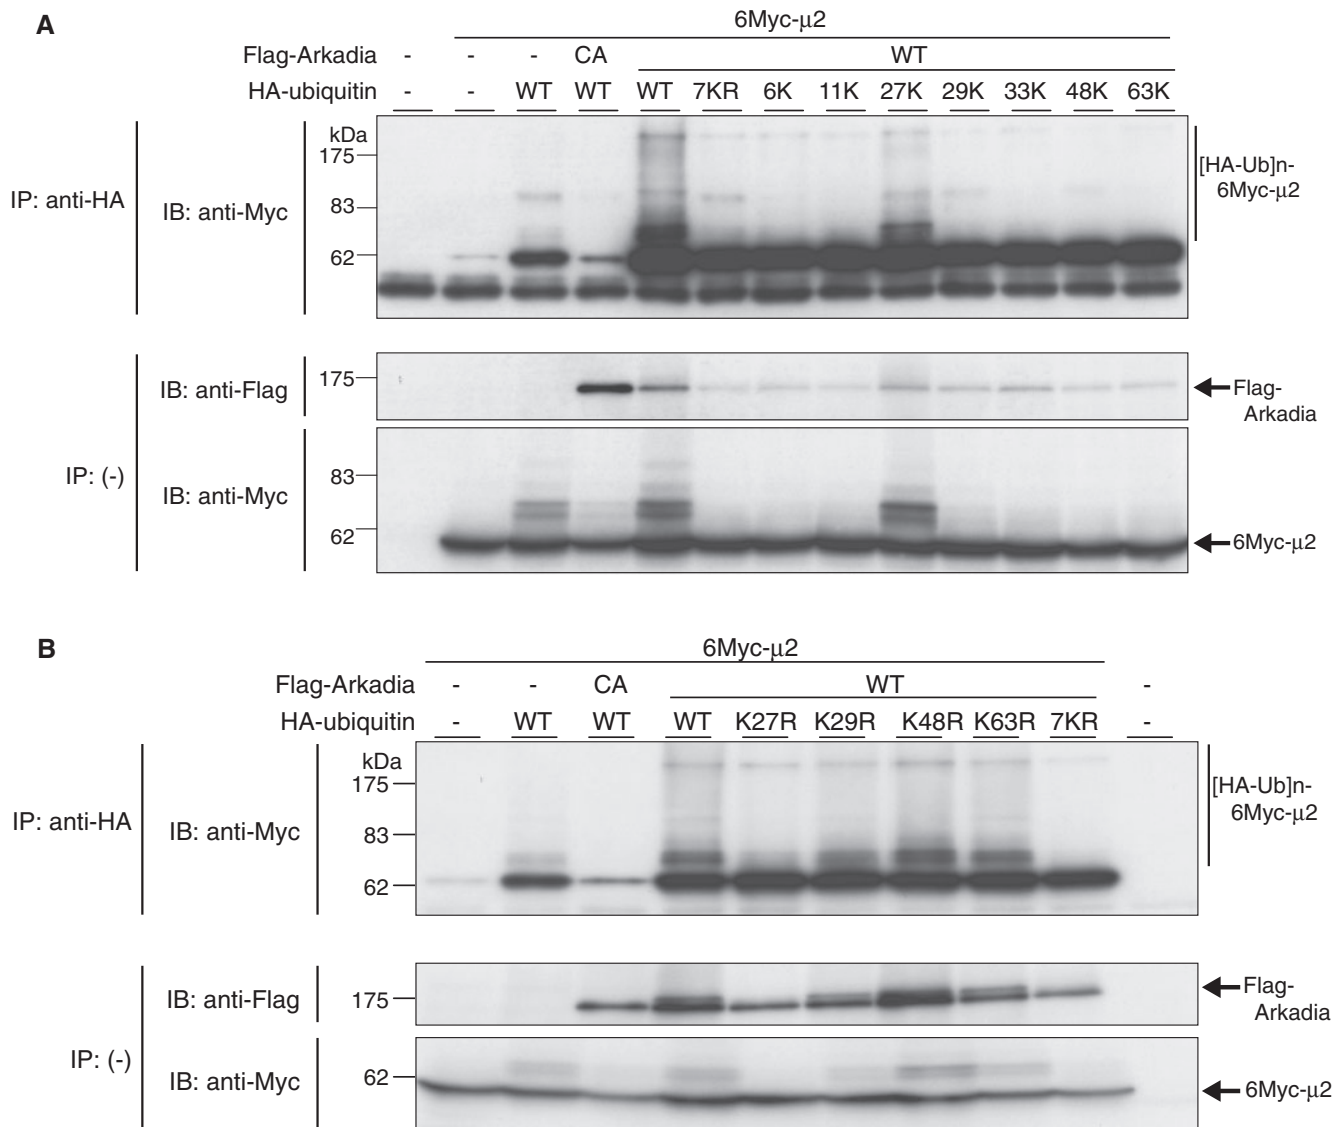 A
6Myc-μ2
Flag-Arkadia - - - CA WT
HA-ubiquitin - - WT WT WT 7KR 6K 11K 27K 29K 33K 48K 63K
kDa
175
83
62
IP: anti-HA
IB: anti-Myc
[HA-Ub]n-
6Myc-μ2
IB: anti-Flag
175
Flag-
Arkadia
IP: (-)
IB: anti-Myc
83
62
6Myc-μ2
B
6Myc-μ2
Flag-Arkadia - - CA WT -
HA-ubiquitin - WT WT WT K27R K29R K48R K63R 7KR -
kDa
175
83
62
IP: anti-HA
IB: anti-Myc
[HA-Ub]n-
6Myc-μ2
IB: anti-Flag
175
Flag-
Arkadia
IP: (-)
IB: anti-Myc
62
6Myc-μ2